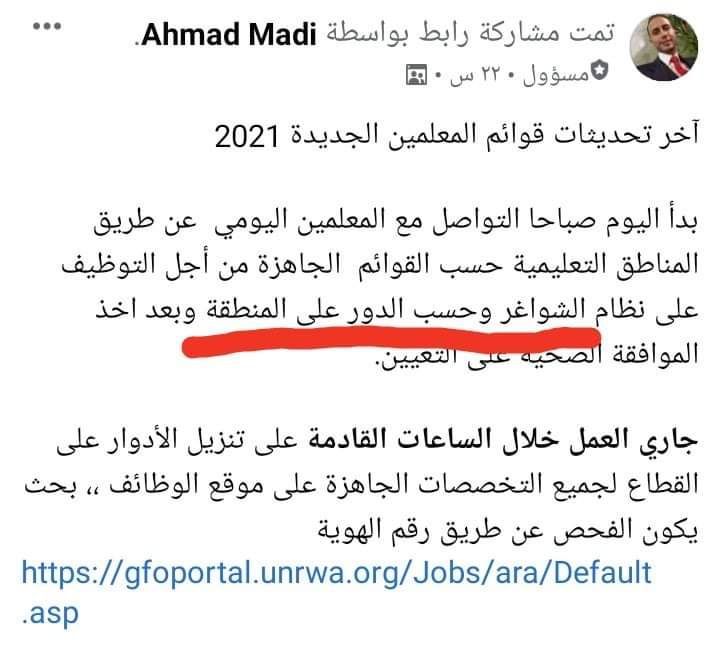 تمت مشاركة رابط بواسطة Ahmad Madi.
مسؤول • ٢٢ س •
آخر تحديثات قوائم المعلمين الجديدة 2021
بدأ اليوم صباحا التواصل مع المعلمين اليومي عن طريق
المناطق التعليمية حسب القوائم الجاهزة من أجل التوظيف
على نظام الشواغر وحسب الدور على المنطقة وبعد اخذ
الموافقة الصحية على التعيين.
جاري العمل خلال الساعات القادمة على تنزيل الأدوار على
القطاع لجميع التخصصات الجاهزة على موقع الوظائف ،، بحث
يكون الفحص عن طريق رقم الهوية
https://gfoportal.unrwa.org/Jobs/ara/Default
.asp